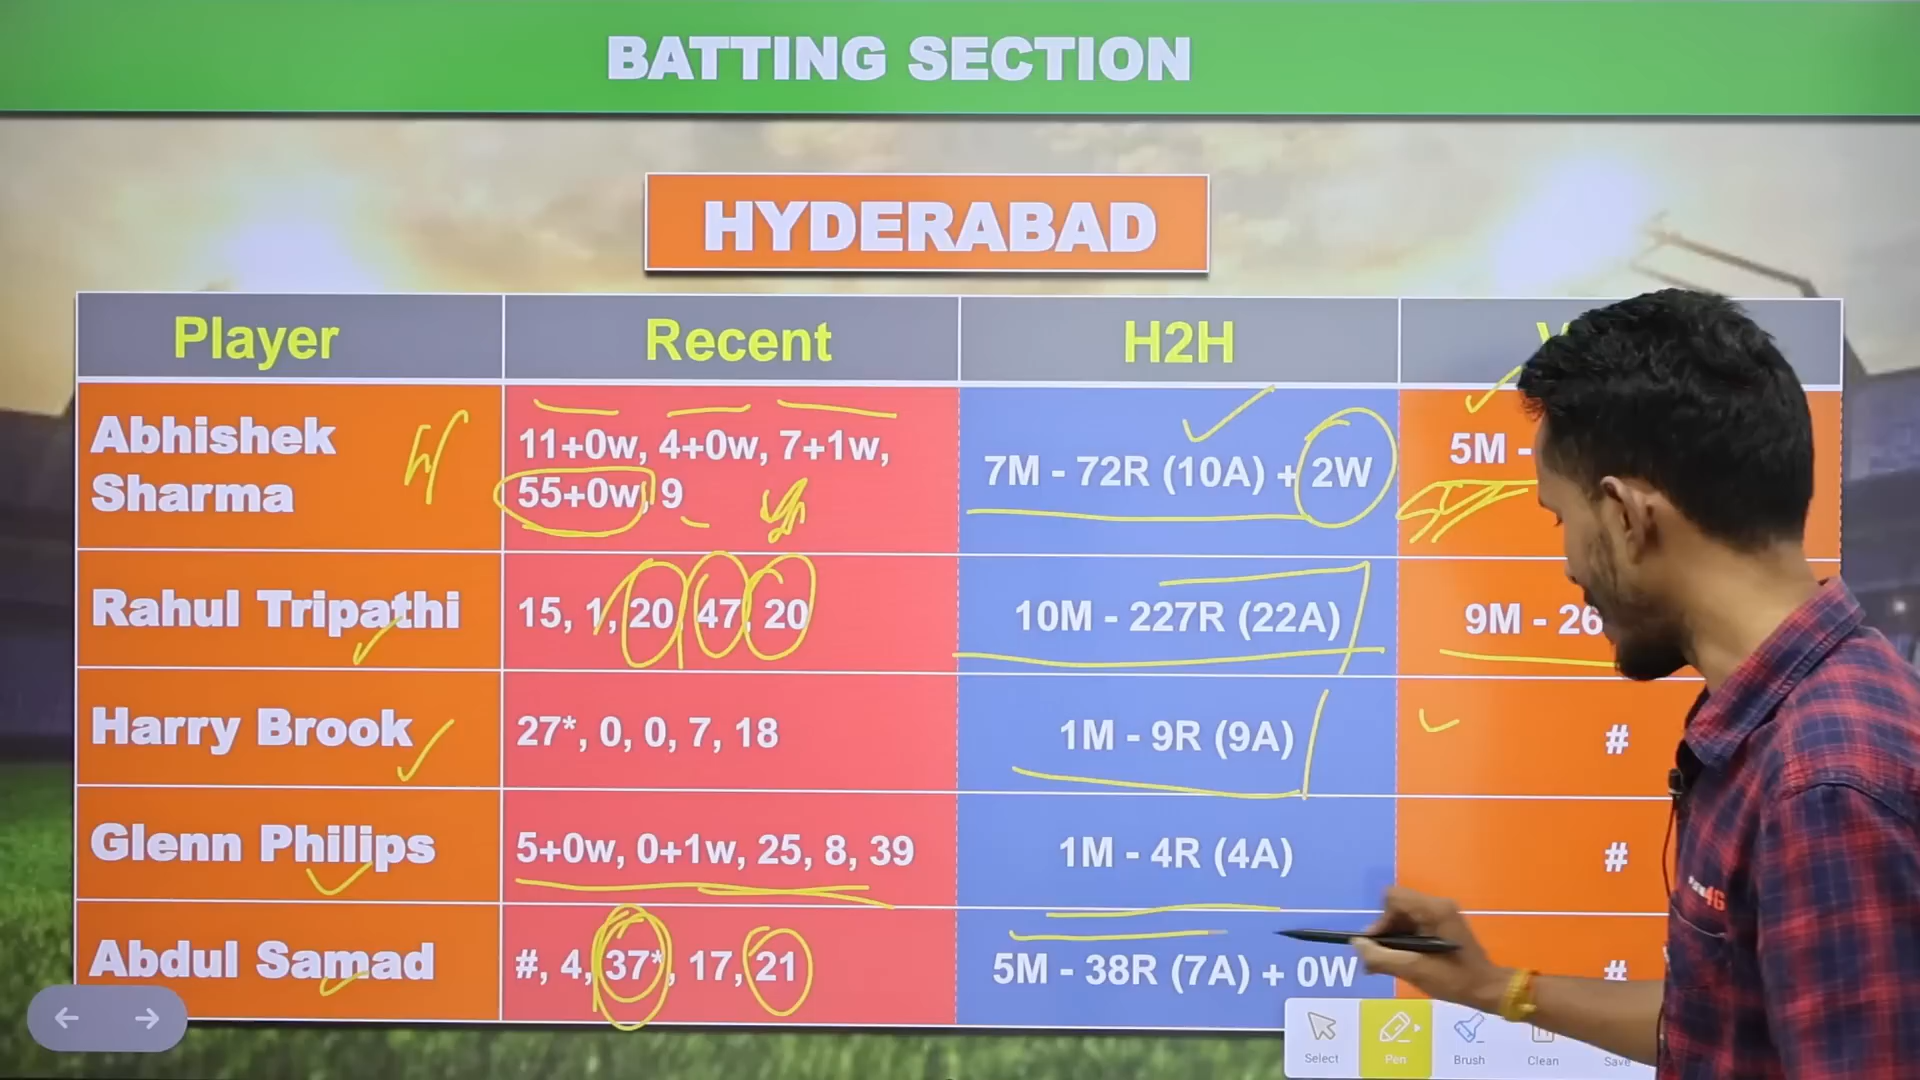 BATTING SECTION
HYDERABAD
Player
Recent
H2H
V
Abhishek
Sharma
11+0w, 4+0w, 7+1w,
55+0w, 9
7M - 72R (10A) + 2W
5M -
Rahul Tripathi
15, 1, 20, 47, 20
10M - 227R (22A)
9M - 26
Harry Brook
27*, 0, 0, 7, 18
1M - 9R (9A)
#
Glenn Philips
5+0w, 0+1w, 25, 8, 39
1M - 4R (4A)
#
Abdul Samad
#, 4, 37*, 17, 21
5M - 38R (7A) + 0W
#
Select
Pen
Brush
Clean
Save